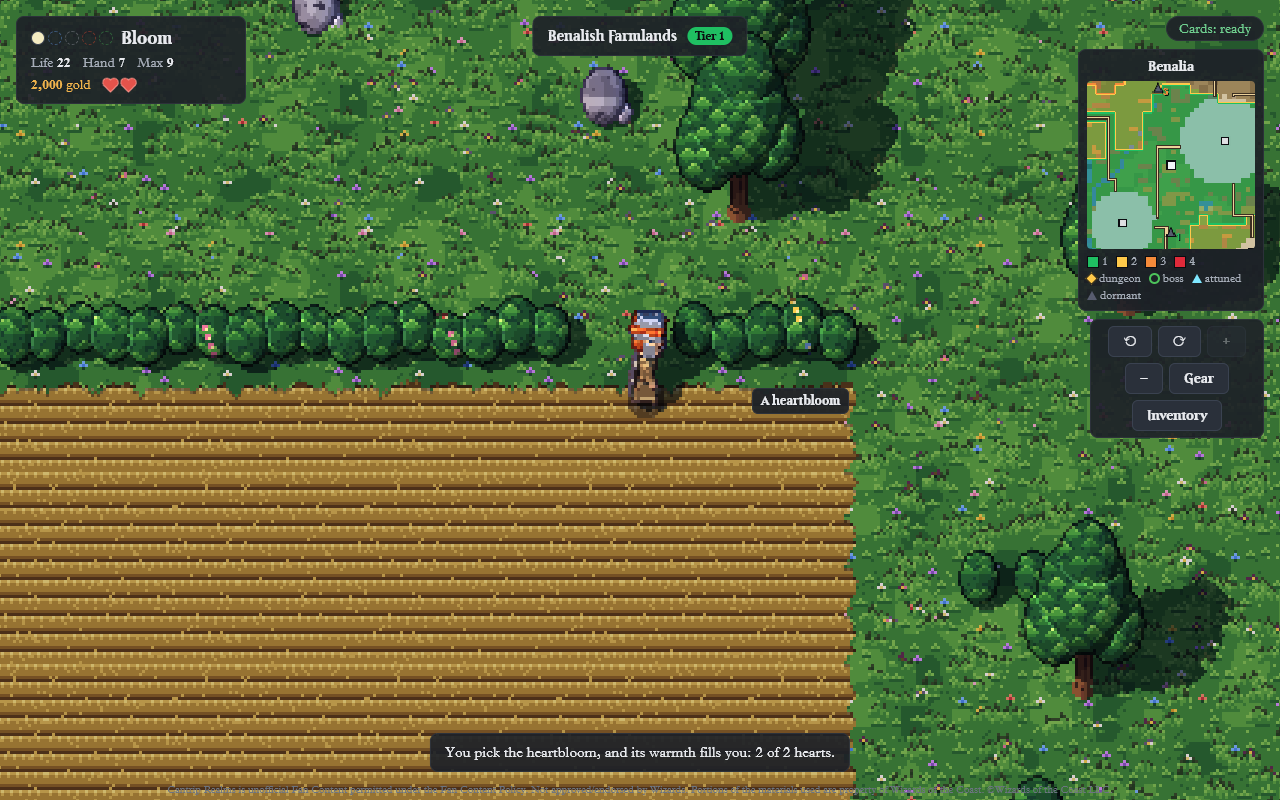 Bloom
Life 22 Hand 7 Max 9
2,000 gold
Benalish Farmlands Tier 1
Cards: ready
Benalia
1 2 3 4
dungeon boss attuned
dormant
+
− Gear
Inventory
A heartbloom
You pick the heartbloom, and its warmth fills you: 2 of 2 hearts.